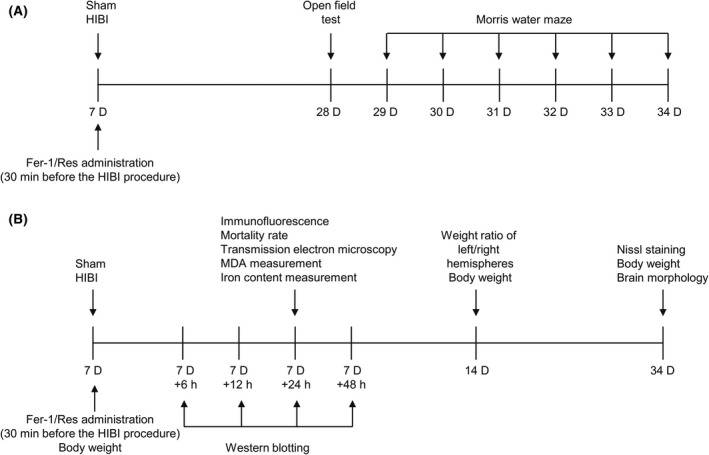 (A)
Sham
HIBI
Open field
test
Morris water maze
7 D
28 D
29 D
30 D
31 D
32 D
33 D
34 D
Fer-1/Res administration
(30 min before the HIBI procedure)
(B)
Sham
HIBI
Immunofluorescence
Mortality rate
Transmission electron microscopy
MDA measurement
Iron content measurement
Weight ratio of
left/right
hemispheres
Body weight
Nissl staining
Body weight
Brain morphology
7 D
7 D
+6 h
7 D
+12 h
7 D
+24 h
7 D
+48 h
14 D
34 D
Fer-1/Res administration
(30 min before the HIBI procedure)
Body weight
Western blotting